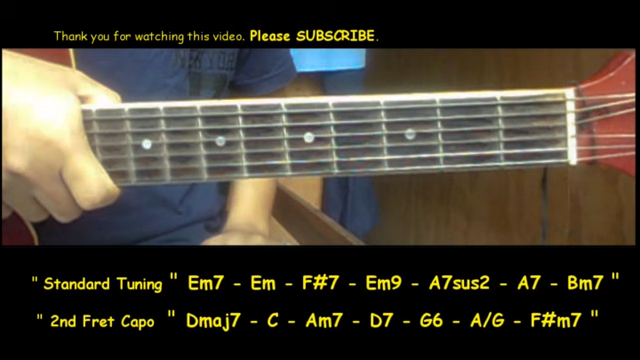 Thank you for watching this video. Please SUBSCRIBE.
" Standard Tuning " Em7 - Em - F#7 - Em9 - A7sus2 - A7 - Bm7 "
" 2nd Fret Capo " Dmaj7 - C - Am7 - D7 - G6 - A/G - F#m7 "